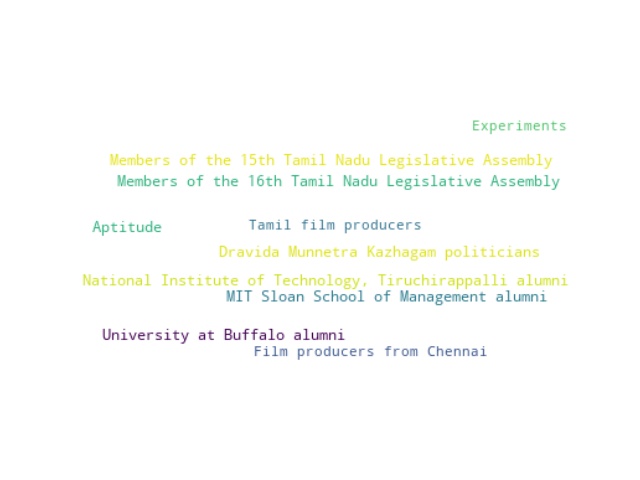 Experiments
Members of the 15th Tamil Nadu Legislative Assembly
Members of the 16th Tamil Nadu Legislative Assembly
Aptitude
Tamil film producers
Dravida Munnetra Kazhagam politicians
National Institute of Technology, Tiruchirappalli alumni
MIT Sloan School of Management alumni
University at Buffalo alumni
Film producers from Chennai